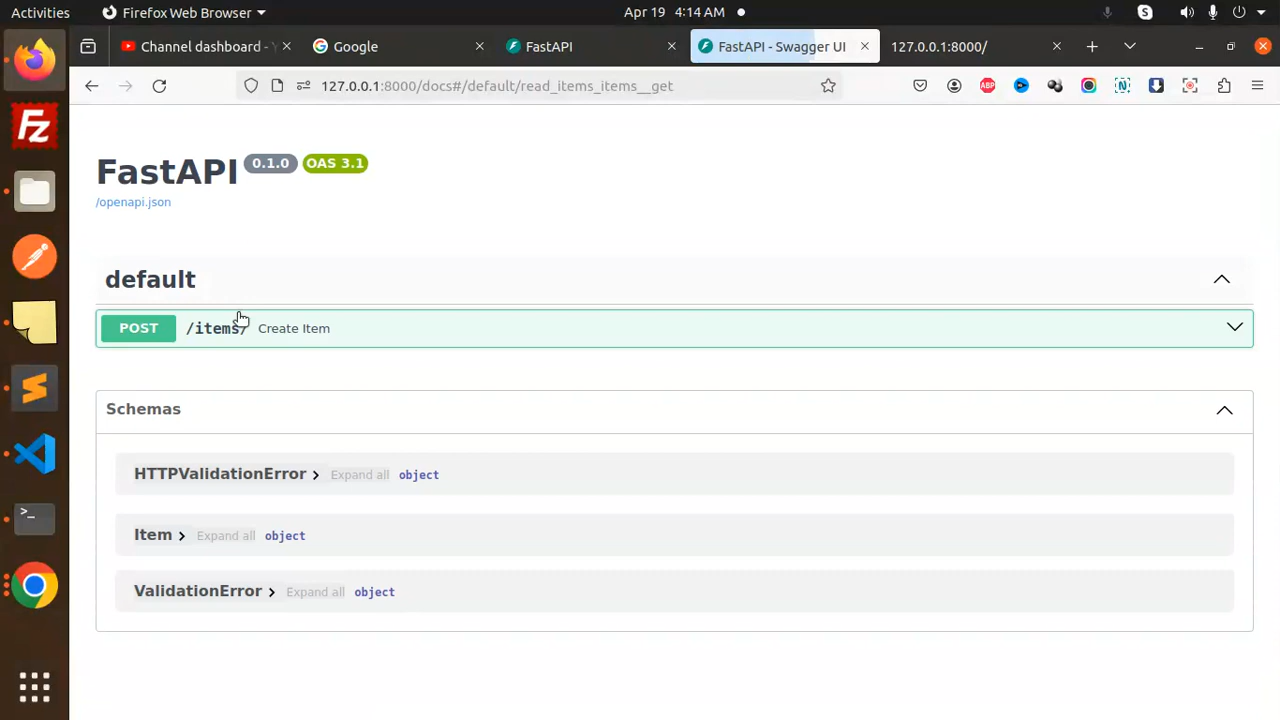 Activities Firefox Web Browser Apr 19 4:14 AM
Channel dashboard - Google FastAPI FastAPI - Swagger UI 127.0.0.1:8000/
127.0.0.1:8000/docs#/default/read_items_items__get
ABP
FastAPI 0.1.0 OAS 3.1
/openapi.json
default
POST /items/ Create Item
Schemas
HTTPValidationError Expand all object
Item Expand all object
ValidationError Expand all object